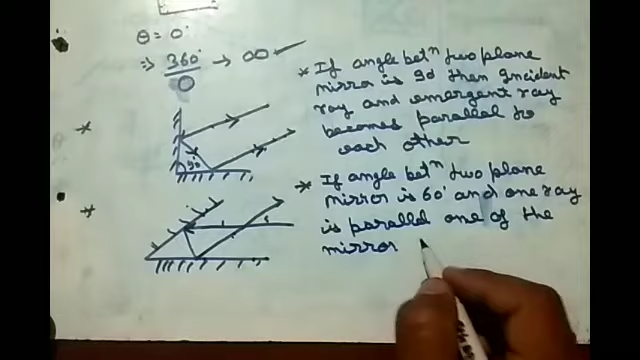 θ = 0°
⇒ 360° / 0 → ∞
* If angle betⁿ two plane
mirror is 90 then incident
ray and emergent ray
becomes parallel to
each other
*
90°
* If angle betⁿ two plane
mirror is 60° and one ray
is parallel one of the
mirror
*